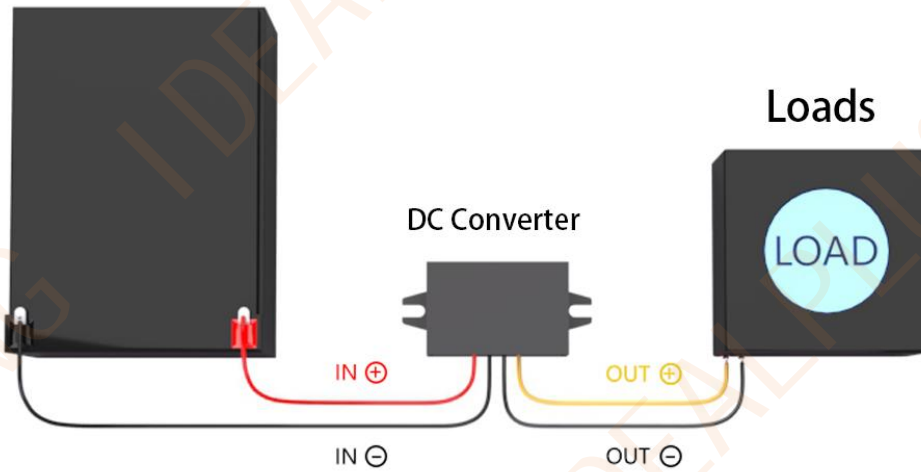 Loads
DC Converter
LOAD
IN ⊕
OUT ⊕
IN ⊖
OUT ⊖